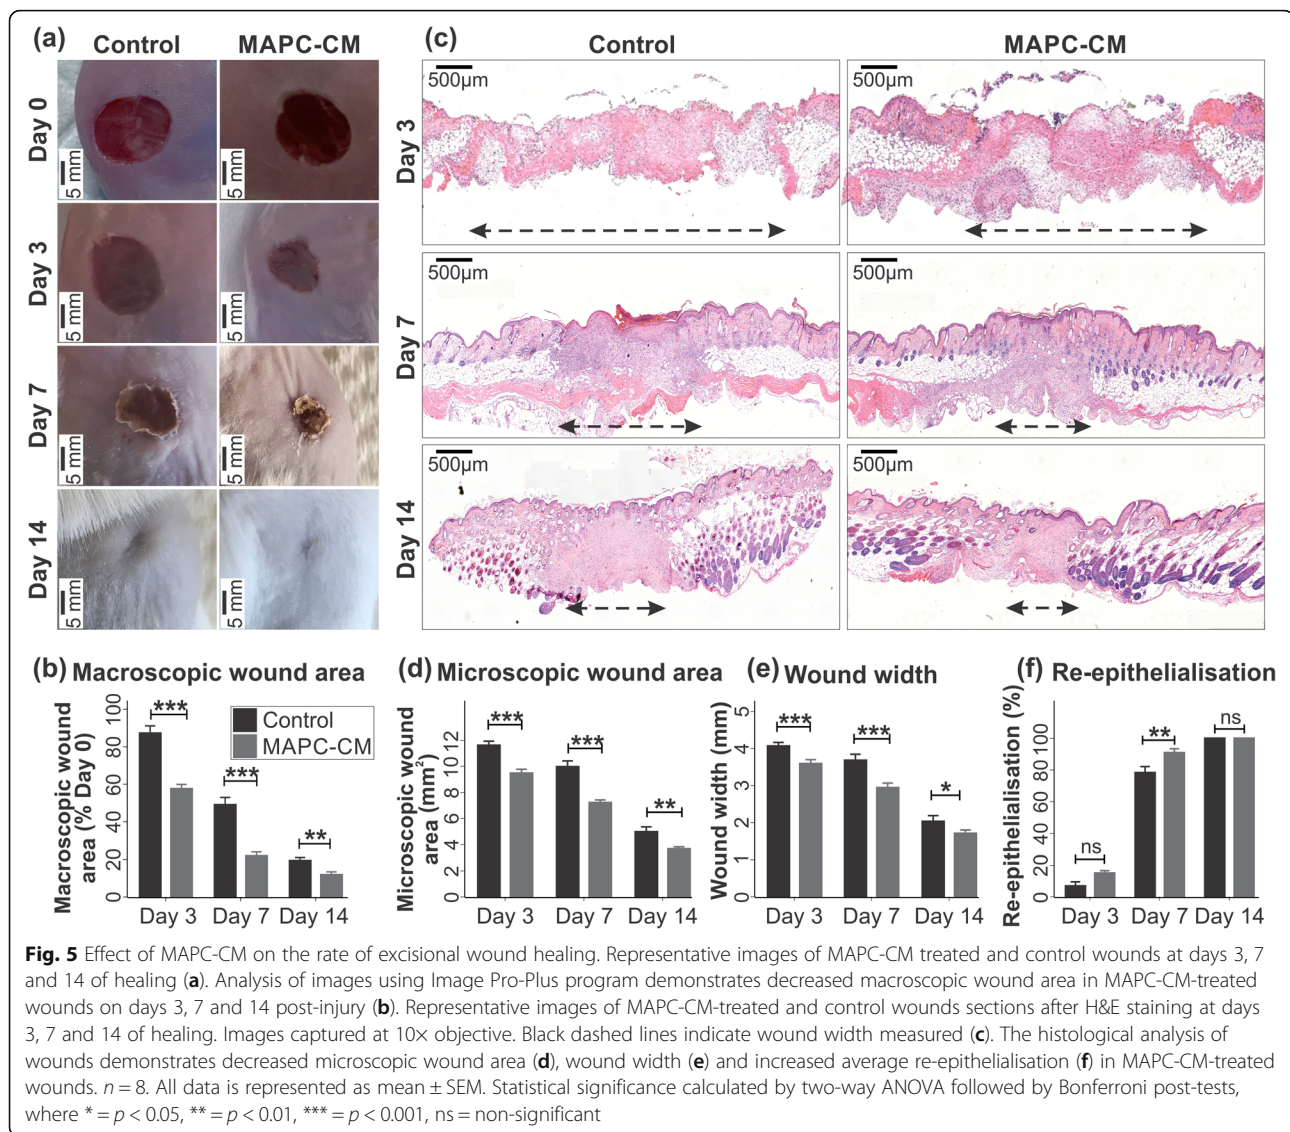 (a)
Control MAPC-CM
Day 0
5 mm
5 mm
Day 3
5 mm
5 mm
Day 7
5 mm
5 mm
Day 14
5 mm
5 mm
(c)
Control MAPC-CM
Day 3
500µm
500µm
Day 7
500µm
500µm
Day 14
500µm
500µm
(b) Macroscopic wound area
Macroscopic wound
area (% Day 0)
0 20 40 60 80 100
*** *** **
Control
MAPC-CM
Day 3 Day 7 Day 14
(d) Microscopic wound area
Microscopic wound
area (mm²)
0 2 4 6 8 10 12
*** *** **
Day 3 Day 7 Day 14
(e) Wound width
Wound width (mm)
0 1 2 3 4 5
*** *** *
Day 3 Day 7 Day 14
(f) Re-epithelialisation
Re-epithelialisation (%)
0 20 40 60 80 100
ns ** ns
Day 3 Day 7 Day 14
Fig. 5 Effect of MAPC-CM on the rate of excisional wound healing. Representative images of MAPC-CM treated and control wounds at days 3, 7
and 14 of healing (a). Analysis of images using Image Pro-Plus program demonstrates decreased macroscopic wound area in MAPC-CM-treated
wounds on days 3, 7 and 14 post-injury (b). Representative images of MAPC-CM-treated and control wounds sections after H&E staining at days
3, 7 and 14 of healing. Images captured at 10× objective. Black dashed lines indicate wound width measured (c). The histological analysis of
wounds demonstrates decreased microscopic wound area (d), wound width (e) and increased average re-epithelialisation (f) in MAPC-CM-treated
wounds. n = 8. All data is represented as mean ± SEM. Statistical significance calculated by two-way ANOVA followed by Bonferroni post-tests,
where * = p < 0.05, ** = p < 0.01, *** = p < 0.001, ns = non-significant